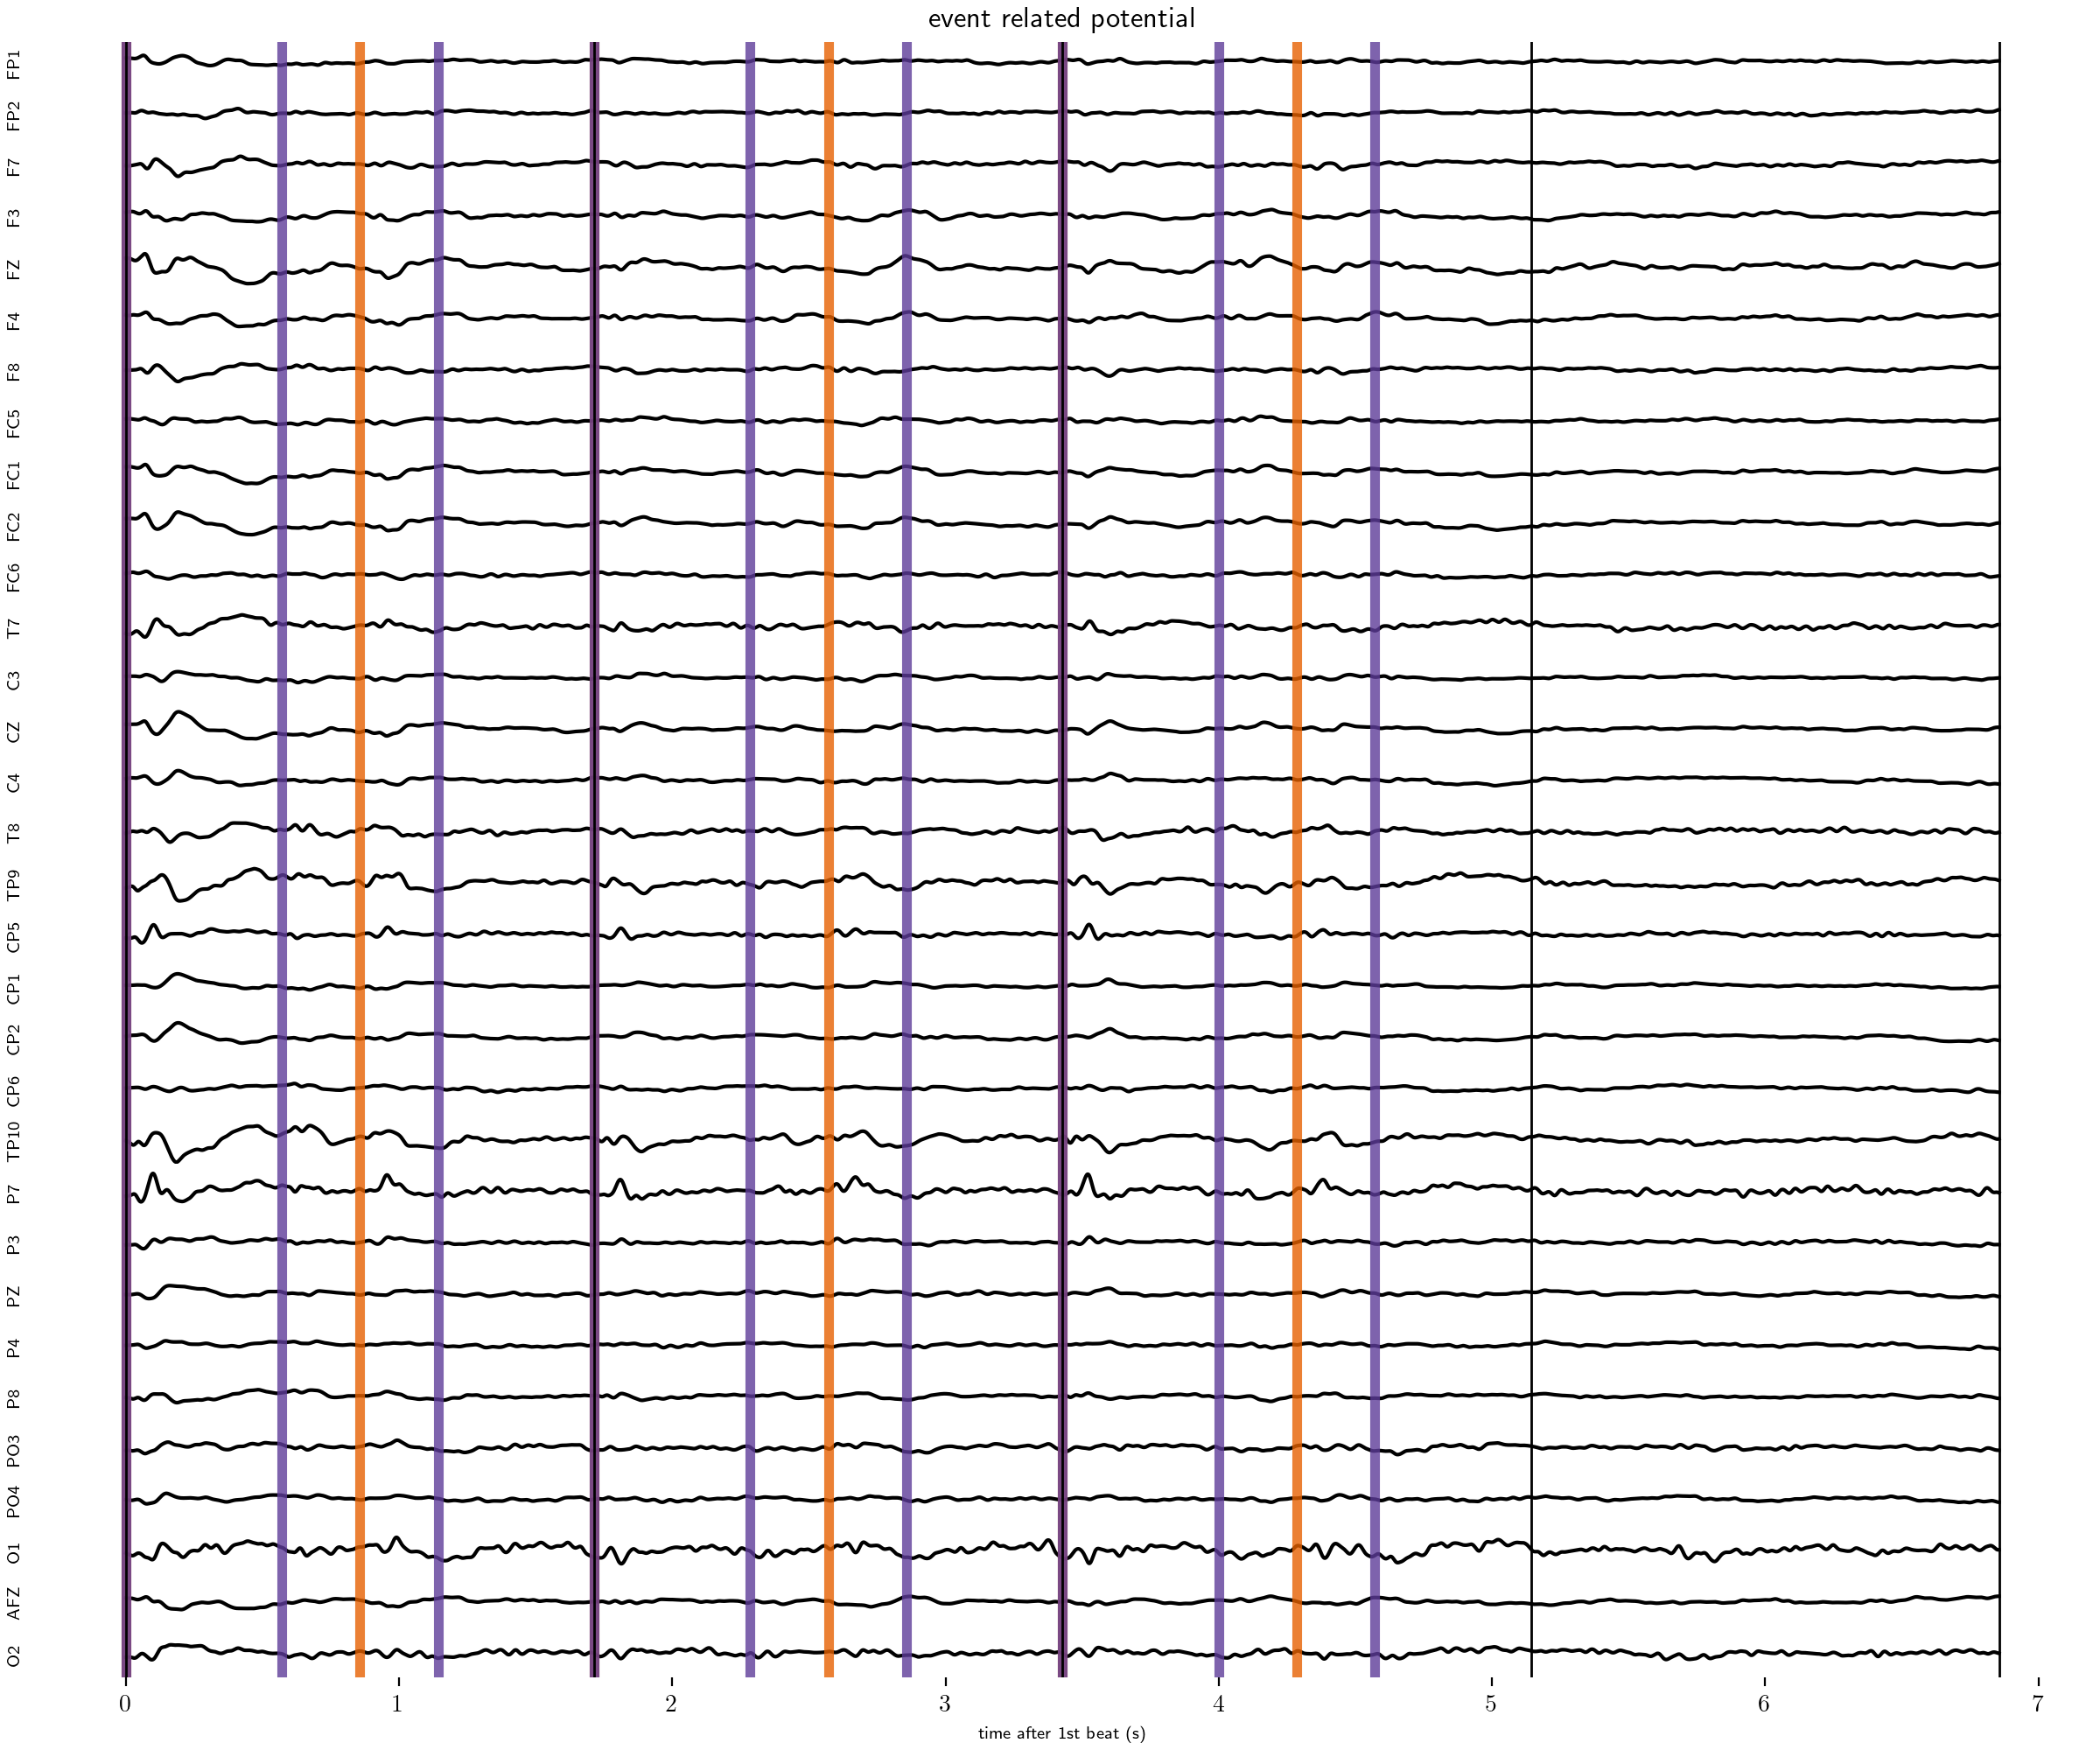 event related potential
FP1
FP2
F7
F3
FZ
F4
F8
FC5
FC1
FC2
FC6
T7
C3
CZ
C4
T8
TP9
CP5
CP1
CP2
CP6
TP10
P7
P3
PZ
P4
P8
PO3
PO4
O1
AFZ
O2
0 1 2 3 4 5 6 7
time after 1st beat (s)